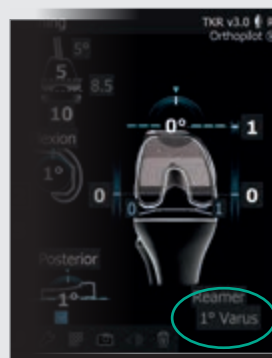 TKR v3.0
Orthopilot ®
5°
5
8.5
10
0°
1
exion
1°
0
0
0
1
Posterior
1°
Reamer
1° Varus